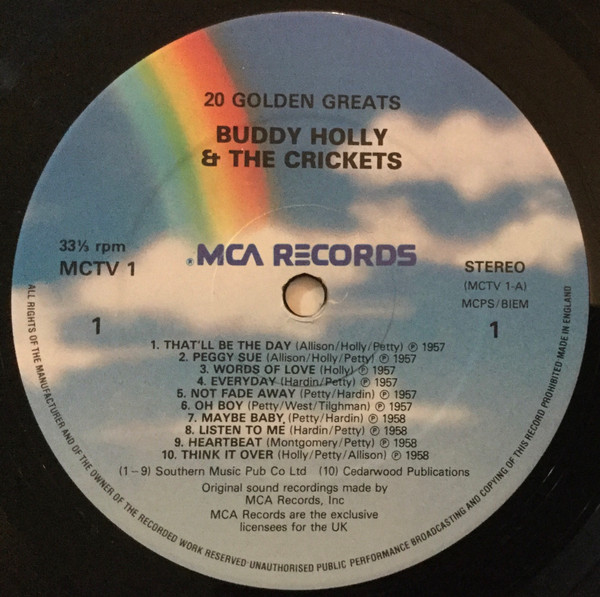 20 GOLDEN GREATS
BUDDY HOLLY
& THE CRICKETS
33⅓ rpm
MCTV 1
® MCA RECORDS
STEREO
(MCTV 1-A)
MCPS/BIEM
1
1
1. THAT'LL BE THE DAY (Allison/Holly/Petty) ℗ 1957
2. PEGGY SUE (Allison/Holly/Petty) ℗ 1957
3. WORDS OF LOVE (Holly) ℗ 1957
4. EVERYDAY (Hardin/Petty) ℗ 1957
5. NOT FADE AWAY (Petty/Hardin) ℗ 1957
6. OH BOY (Petty/West/Tilghman) ℗ 1957
7. MAYBE BABY (Petty/Hardin) ℗ 1958
8. LISTEN TO ME (Hardin/Petty) ℗ 1958
9. HEARTBEAT (Montgomery/Petty) ℗ 1958
10. THINK IT OVER (Holly/Petty/Allison) ℗ 1958
(1–9) Southern Music Pub Co Ltd (10) Cedarwood Publications
Original sound recordings made by
MCA Records, Inc
MCA Records are the exclusive
licensees for the UK
ALL RIGHTS OF THE MANUFACTURER AND OF THE OWNER OF THE RECORDED WORK RESERVED·UNAUTHORISED PUBLIC PERFORMANCE BROADCASTING AND COPYING OF THIS RECORD PROHIBITED MADE IN ENGLAND